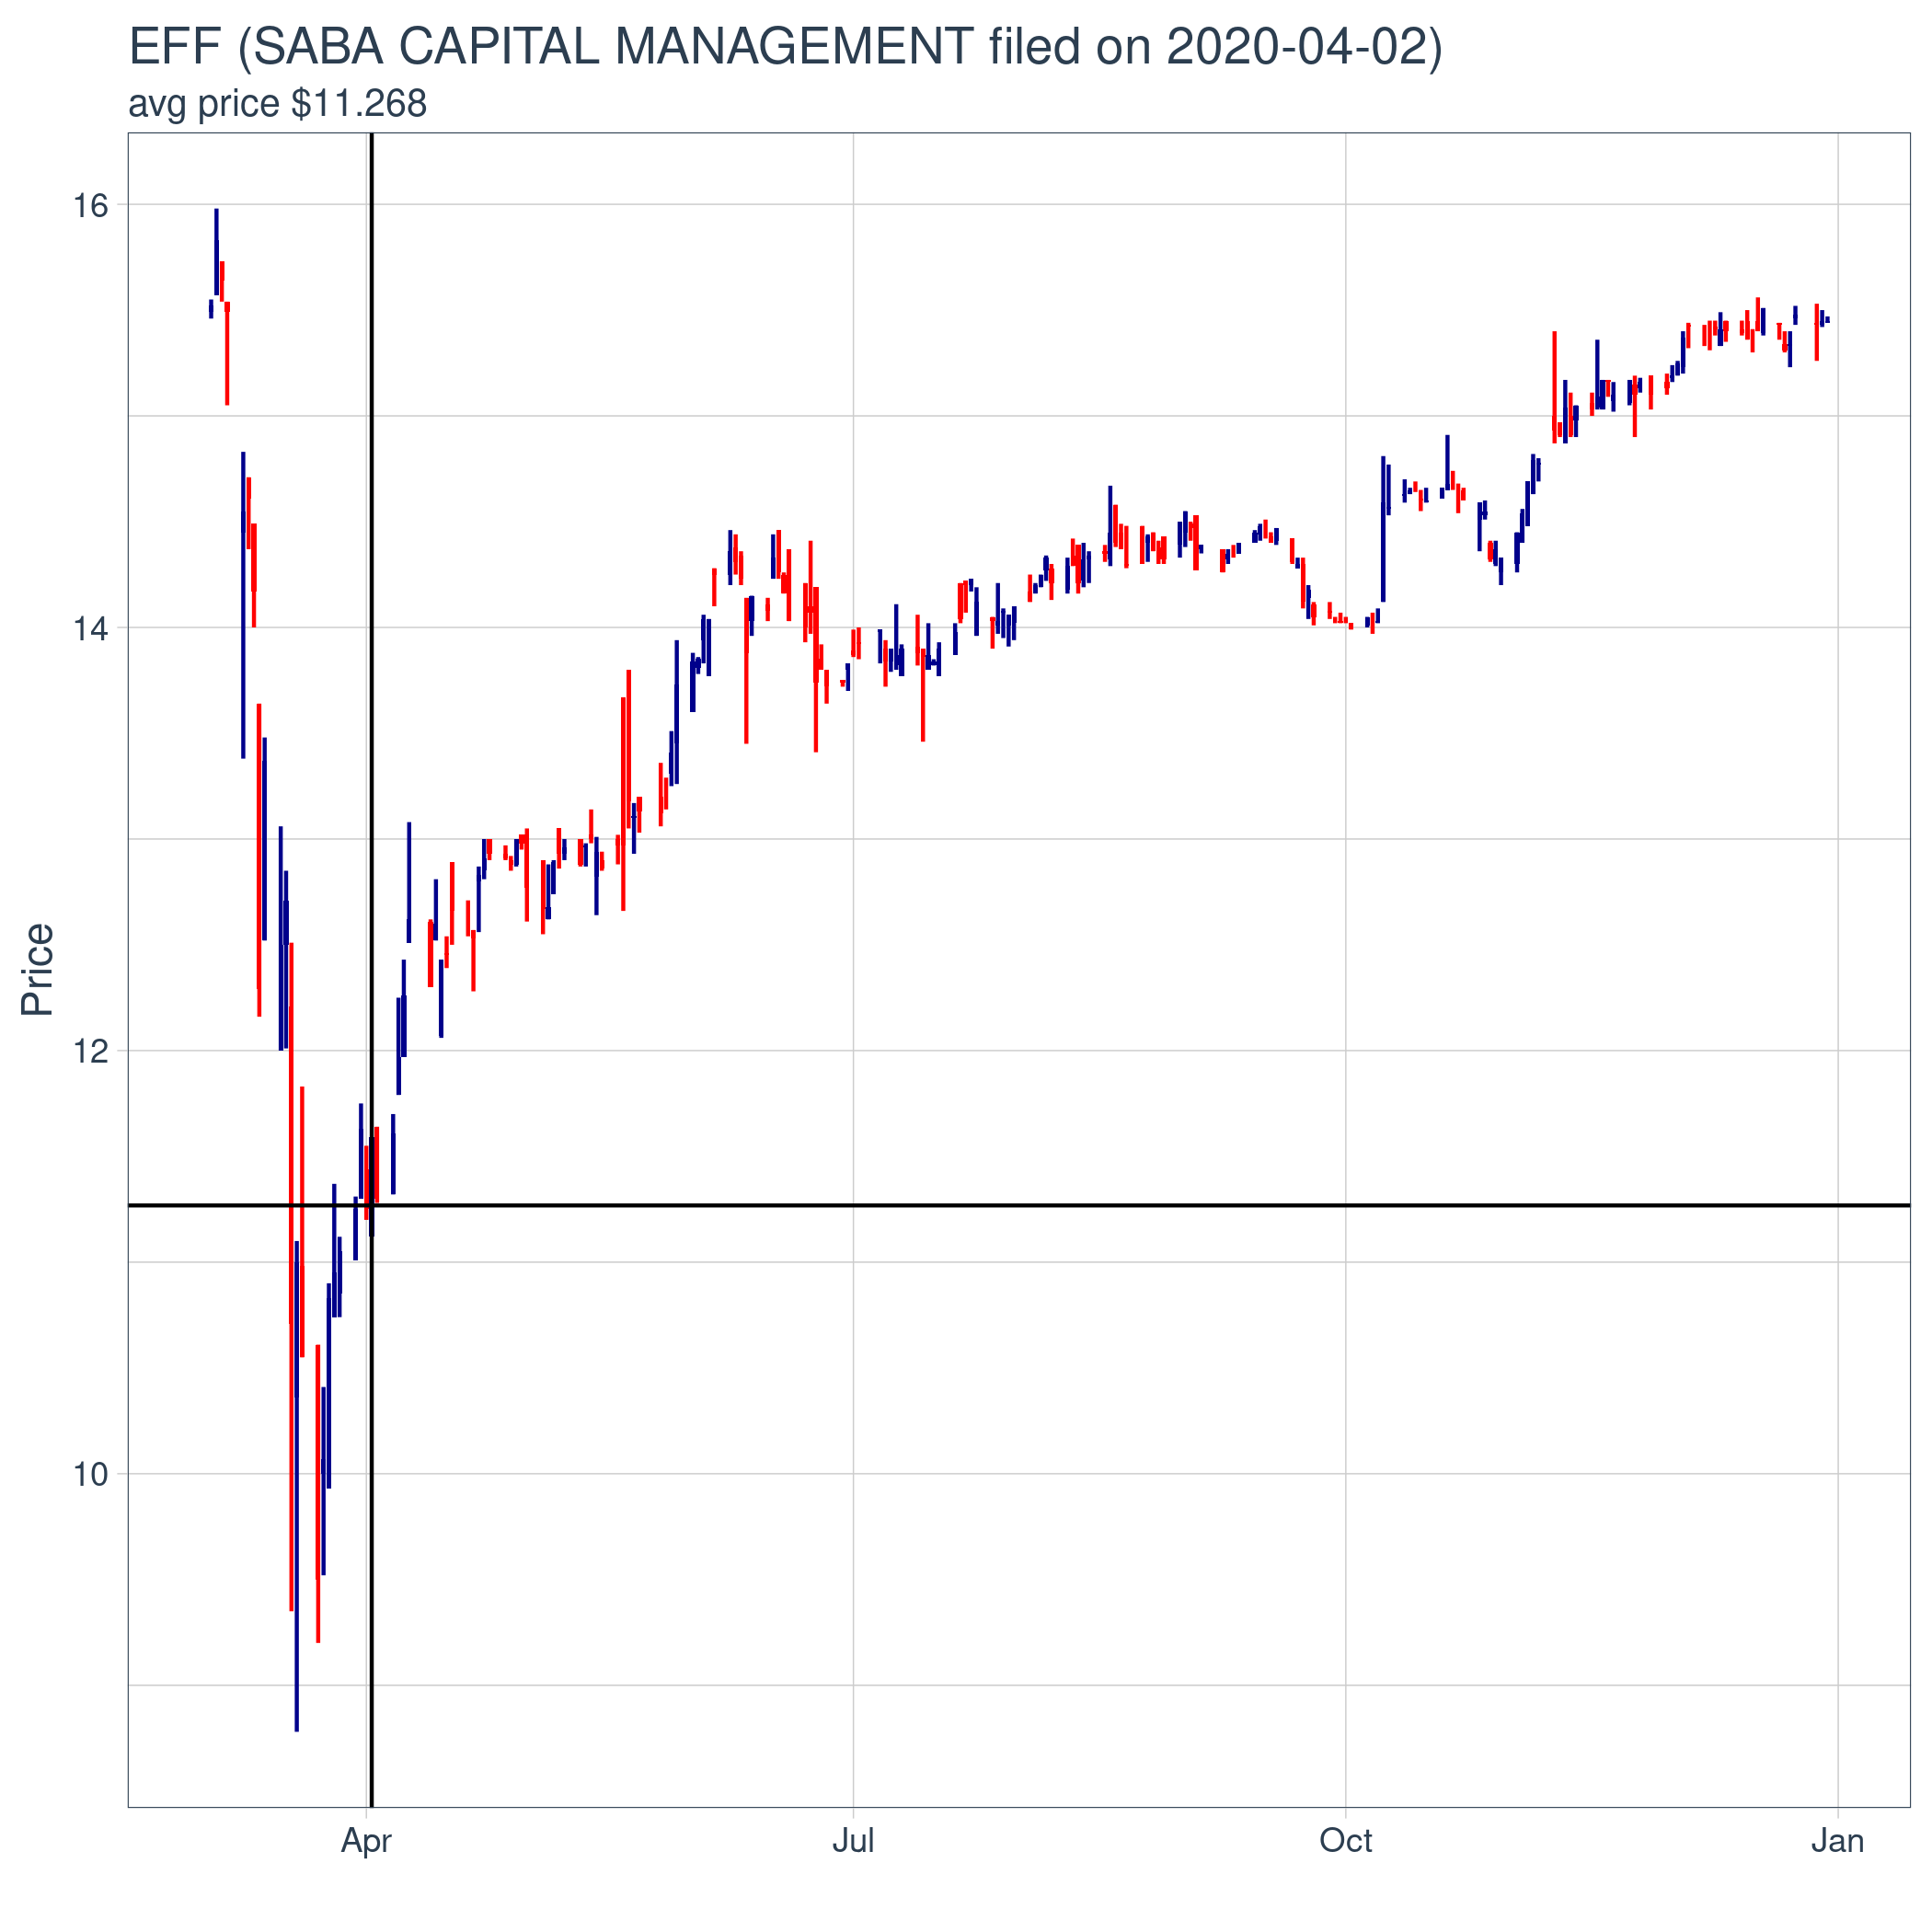 EFF (SABA CAPITAL MANAGEMENT filed on 2020-04-02)
avg price $11.268
16
14
12
10
Price
Apr
Jul
Oct
Jan